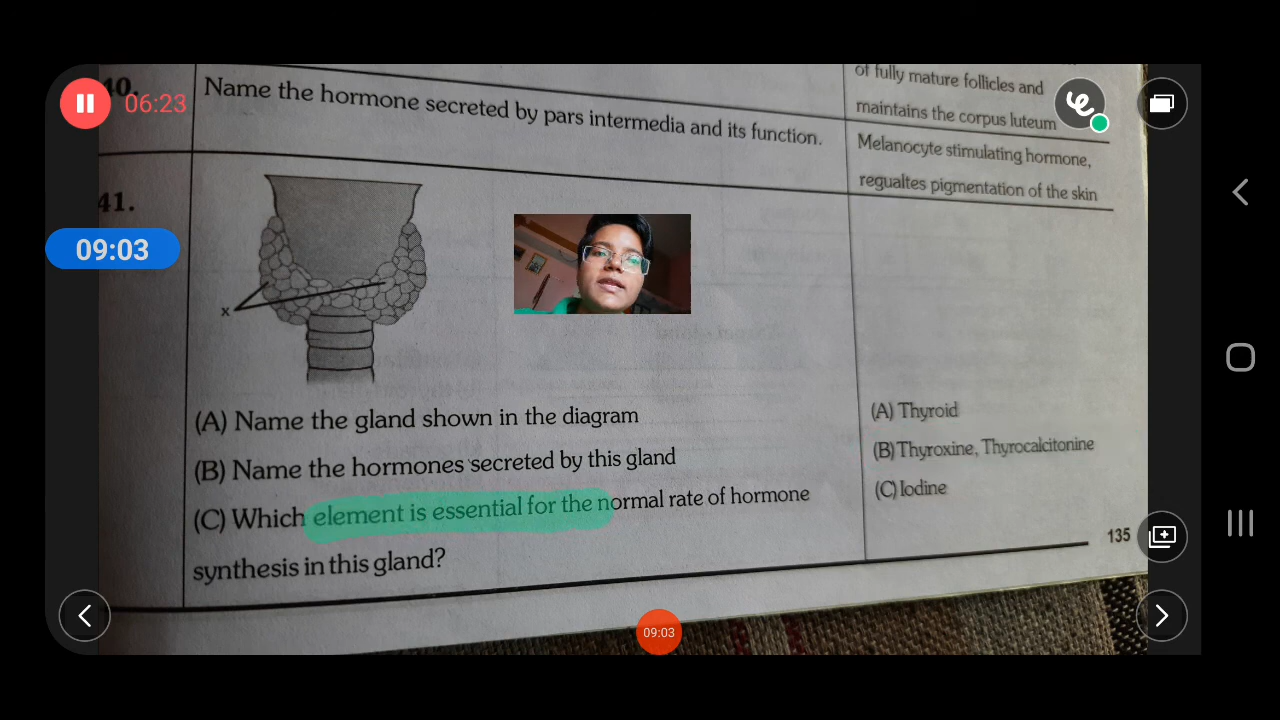 06:23
40.
Name the hormone secreted by pars intermedia and its function.
of fully mature follicles and
maintains the corpus luteum
Melanocyte stimulating hormone,
regualtes pigmentation of the skin
41.
09:03
x
(A) Name the gland shown in the diagram
(B) Name the hormones secreted by this gland
(C) Which element is essential for the normal rate of hormone
synthesis in this gland?
(A) Thyroid
(B) Thyroxine, Thyrocalcitonine
(C) Iodine
135
09:03